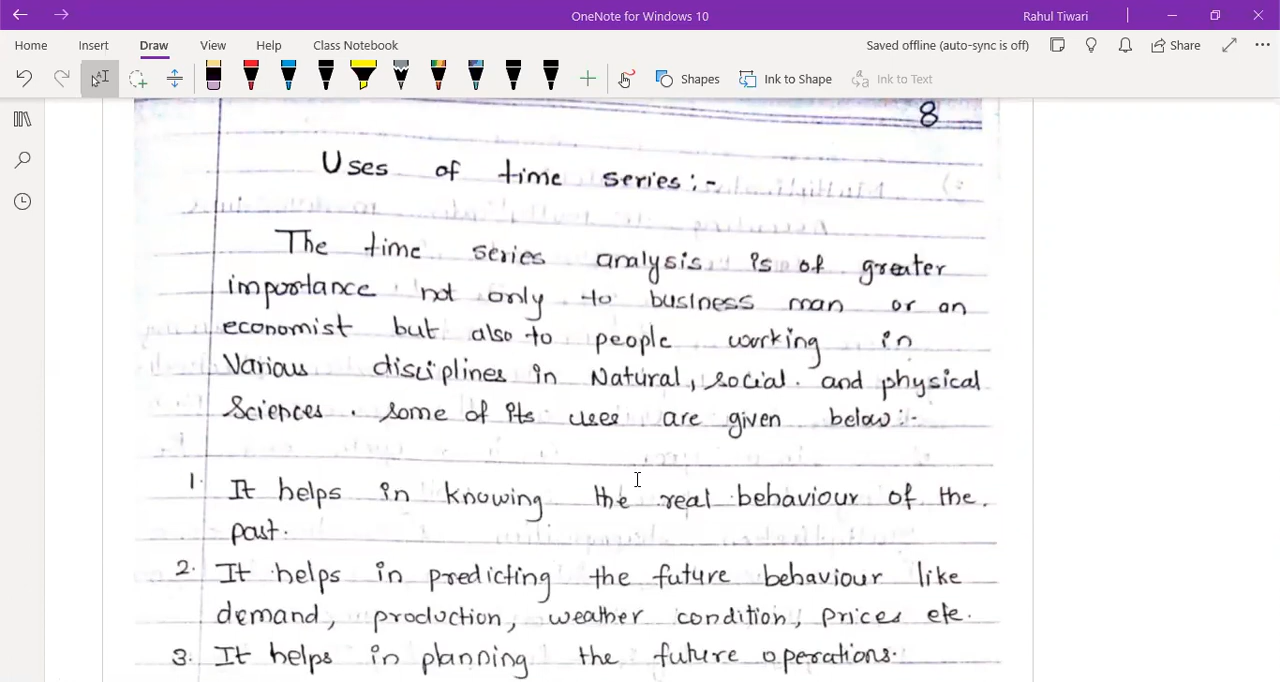 OneNote for Windows 10
Rahul Tiwari
Home Insert Draw View Help Class Notebook
Saved offline (auto-sync is off) Share
Shapes Ink to Shape Ink to Text
8
Uses of time series:-
The time series analysis is of greater
importance not only to business man or an
economist but also to people working in
Various disciplines in Natural, social. and physical
Sciences. some of its uses are given below:-
1. It helps in knowing the real behaviour of the.
past.
2. It helps in predicting the future behaviour like
demand, production, weather condition, prices etc.
3. It helps in planning the future operations.